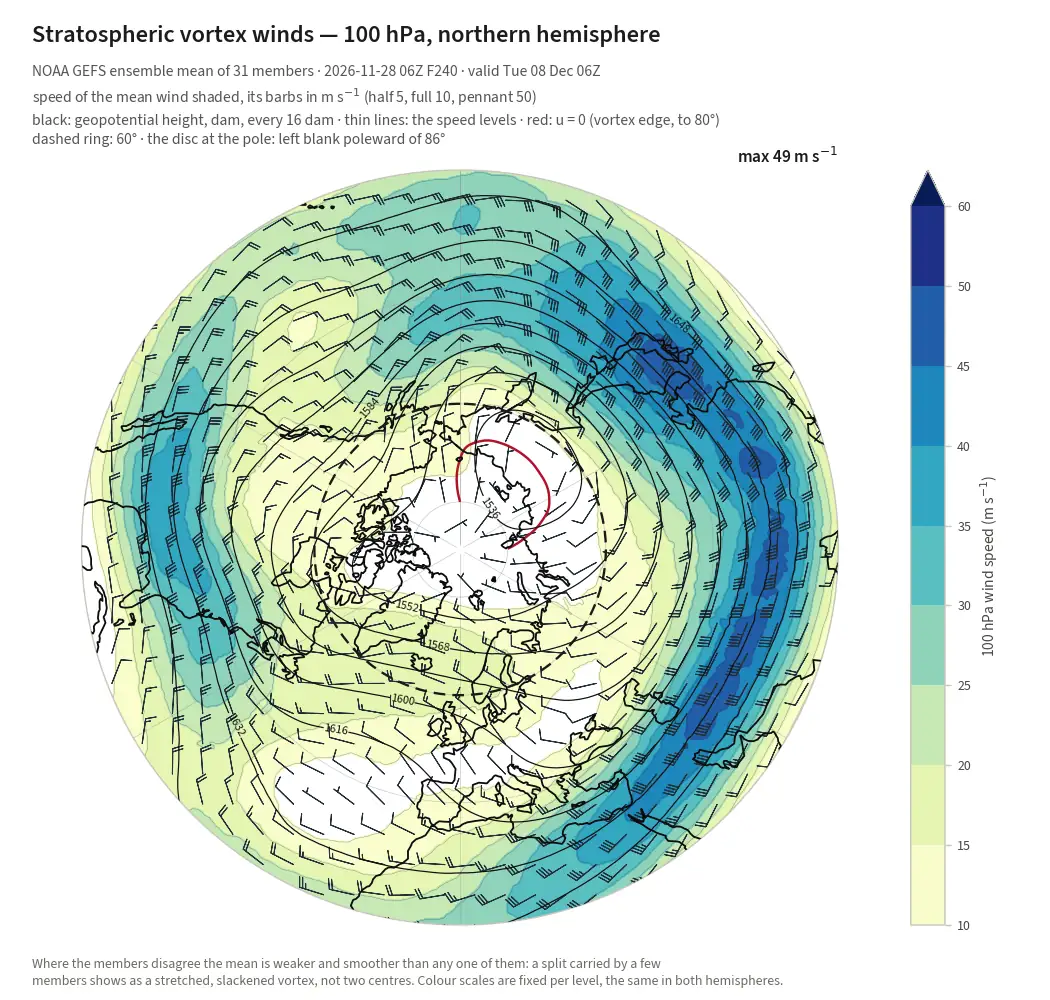 Stratospheric vortex winds — 100 hPa, northern hemisphere
NOAA GEFS ensemble mean of 31 members · 2026-11-28 06Z F240 · valid Tue 08 Dec 06Z
speed of the mean wind shaded, its barbs in m s⁻¹ (half 5, full 10, pennant 50)
black: geopotential height, dam, every 16 dam · thin lines: the speed levels · red: u = 0 (vortex edge, to 80°)
dashed ring: 60° · the disc at the pole: left blank poleward of 86°
max 49 m s⁻¹
60
50
45
40
35
30
25
20
15
10
100 hPa wind speed (m s⁻¹)
1648
1584
1536
1552
1568
1600
1616
1632
Where the members disagree the mean is weaker and smoother than any one of them: a split carried by a few
members shows as a stretched, slackened vortex, not two centres. Colour scales are fixed per level, the same in both hemispheres.